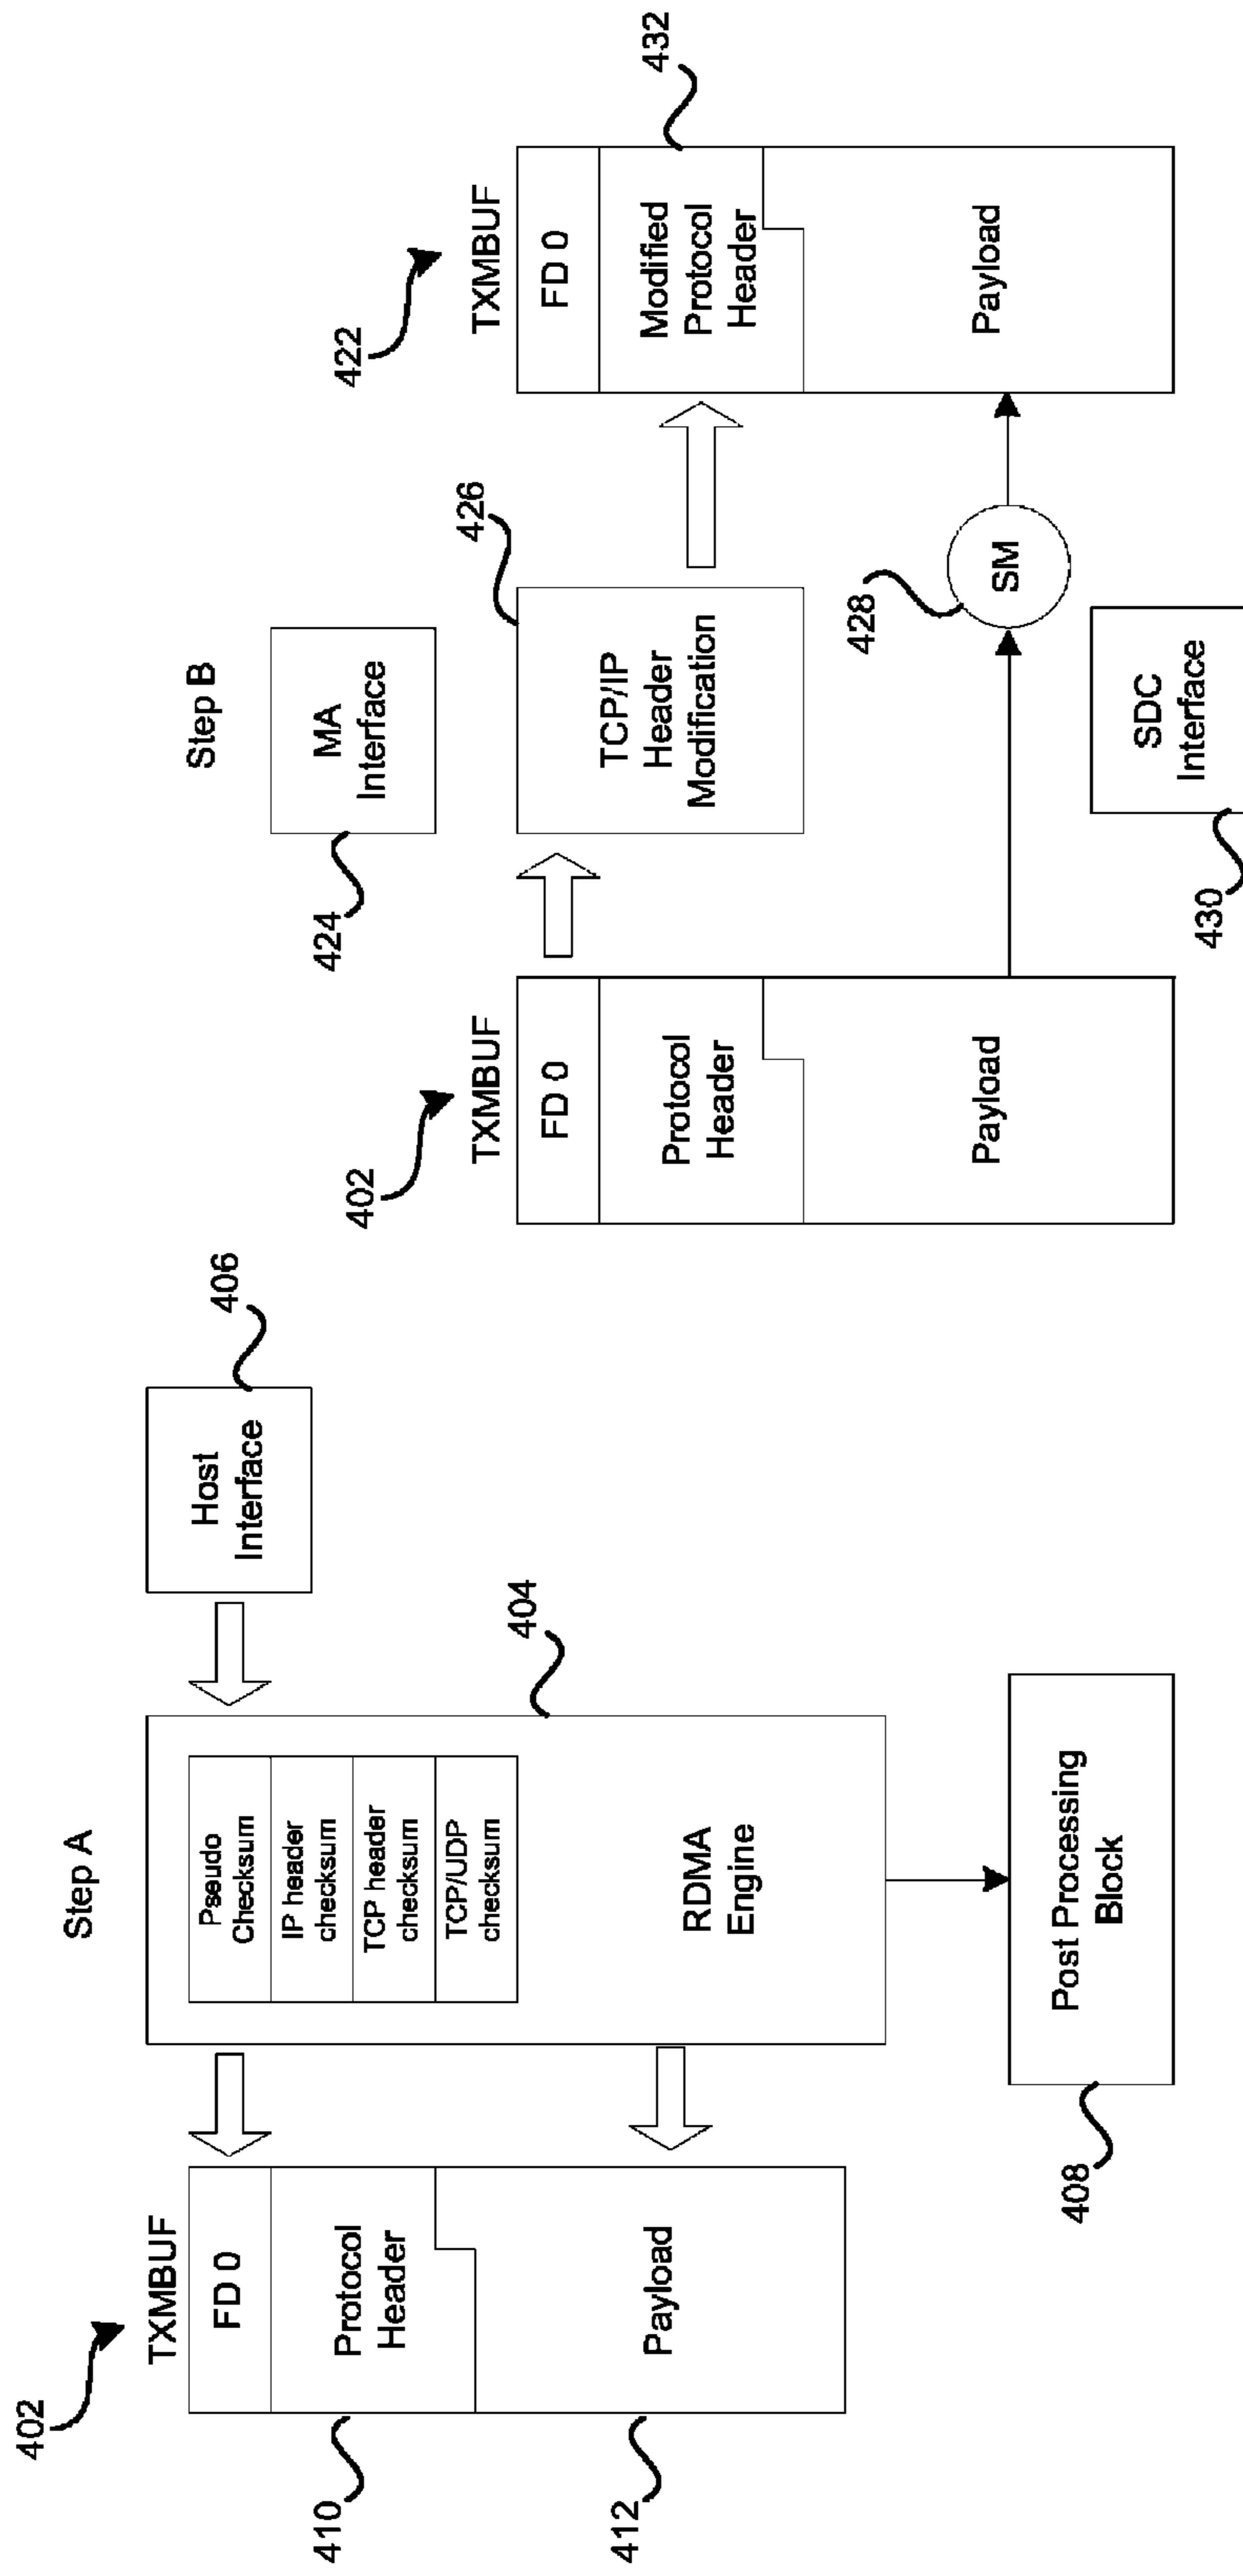 Step A
402
TXMBUF
FD 0
Protocol
Header
Payload
410
412
Pseudo
Checksum
IP header
checksum
TCP header
checksum
TCP/UDP
checksum
RDMA
Engine
404
Host
Interface
406
Post Processing
Block
408
Step B
402
TXMBUF
FD 0
Protocol
Header
Payload
MA
Interface
424
TCP/IP
Header
Modification
426
SM
428
SDC
Interface
430
422
TXMBUF
FD 0
Modified
Protocol
Header
Payload
432